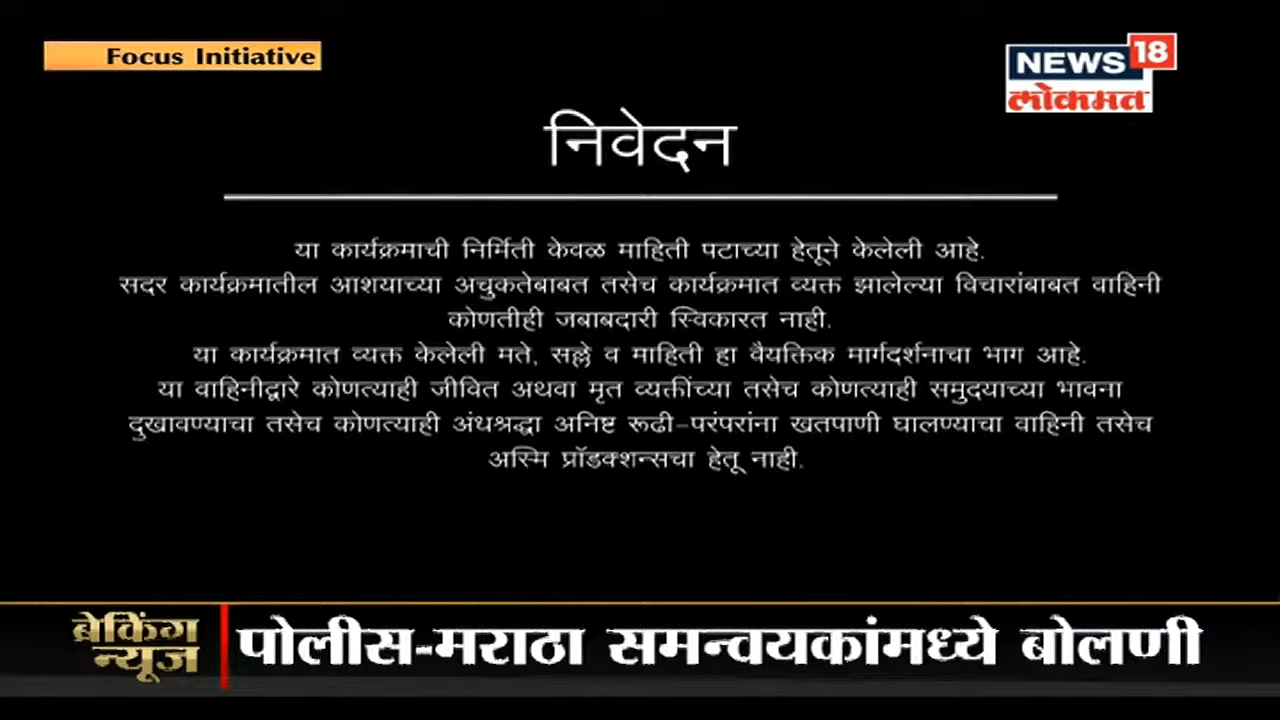 Focus Initiative
NEWS 18
लोकमत
निवेदन
या कार्यक्रमाची निर्मिती केवळ माहिती पटाच्या हेतूने केलेली आहे.
सदर कार्यक्रमातील आशयाच्या अचुकतेबाबत तसेच कार्यक्रमात व्यक्त झालेल्या विचारांबाबत वाहिनी
कोणतीही जबाबदारी स्विकारत नाही.
या कार्यक्रमात व्यक्त केलेली मते, सल्ले व माहिती हा वैयक्तिक मार्गदर्शनाचा भाग आहे.
या वाहिनीद्वारे कोणत्याही जीवित अथवा मृत व्यक्तींच्या तसेच कोणत्याही समुदयाच्या भावना
दुखावण्याचा तसेच कोणत्याही अंधश्रद्धा अनिष्ट रूढी-परंपरांना खतपाणी घालण्याचा वाहिनी तसेच
अस्मि प्रॉडक्शन्सचा हेतू नाही.
ब्रेकिंग
न्यूज
पोलीस-मराठा समन्वयकांमध्ये बोलणी